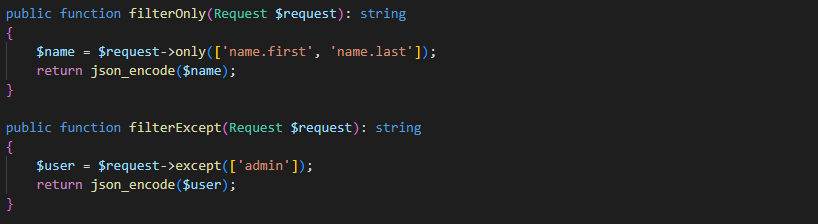 public function filterOnly(Request $request): string
{
    $name = $request->only(['name.first', 'name.last']);
    return json_encode($name);
}
public function filterExcept(Request $request): string
{
    $user = $request->except(['admin']);
    return json_encode($user);
}